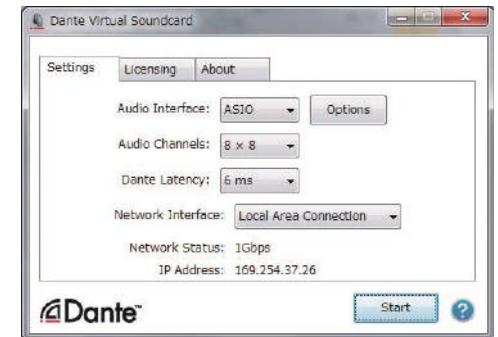 Dante Virtual Soundcard
Settings Licensing About
Audio Interface: ASIO Options
Audio Channels: 8 × 8
Dante Latency: 6 ms
Network Interface: Local Area Connection
Network Status: 1Gbps
IP Address: 169.254.37.26
Dante™ Start ?